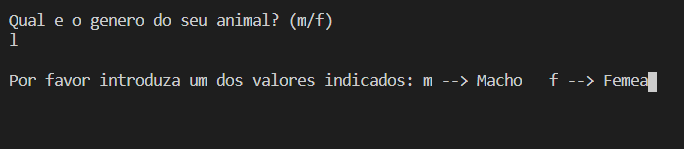 Qual e o genero do seu animal? (m/f)
l
Por favor introduza um dos valores indicados: m --> Macho   f --> Femea